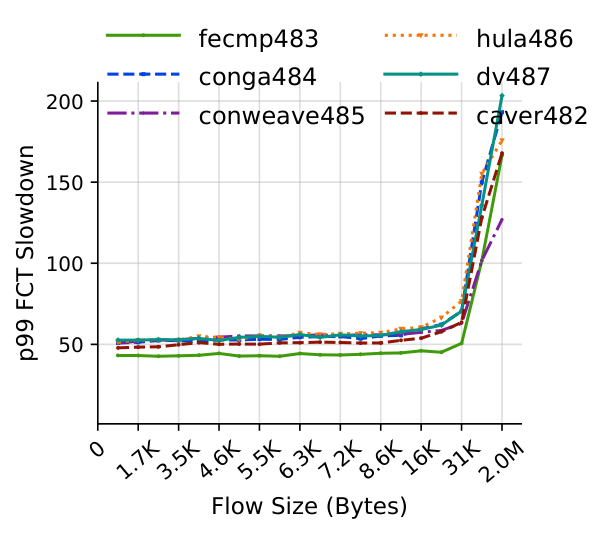 fecmp483
hula486
conga484
dv487
conweave485
caver482
p99 FCT Slowdown
200
150
100
50
0
1.7K
3.5K
4.6K
5.5K
6.3K
7.2K
8.6K
16K
31K
2.0M
Flow Size (Bytes)